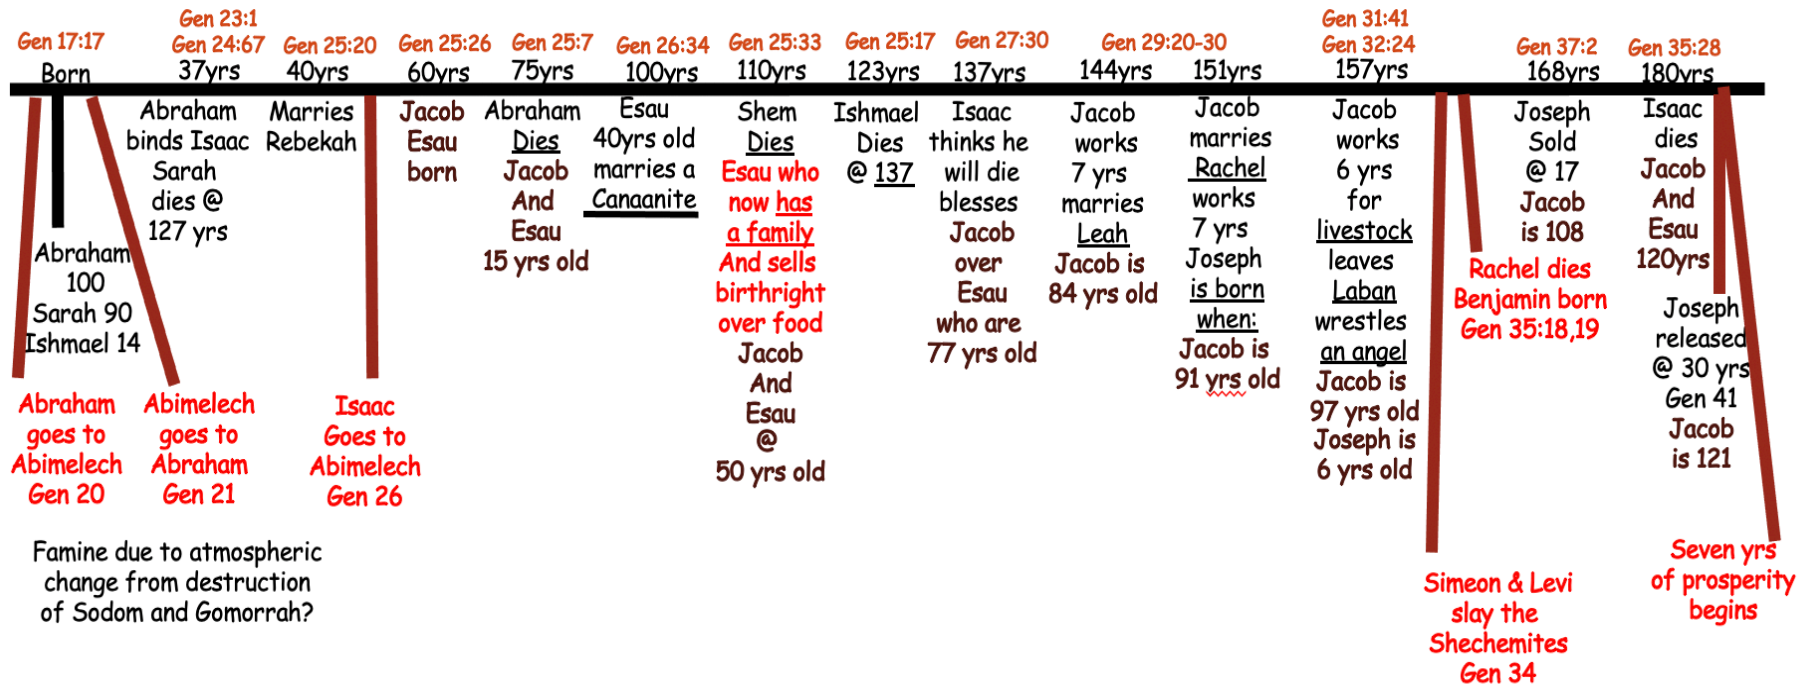 Gen 17:17
Born
Abraham
100
Sarah 90
Ishmael 14
Abraham
goes to
Abimelech
Gen 20
Abimelech
goes to
Abraham
Gen 21
Famine due to atmospheric
change from destruction
of Sodom and Gomorrah?
Gen 23:1
Gen 24:67
37yrs
Abraham
binds Isaac
Sarah
dies @
127 yrs
Gen 25:20
40yrs
Marries
Rebekah
Isaac
Goes to
Abimelech
Gen 26
Gen 25:26
60yrs
Jacob
Esau
born
Gen 25:7
75yrs
Abraham
Dies
Jacob
And
Esau
15 yrs old
Gen 26:34
100yrs
Esau
40yrs old
marries a
Canaanite
Gen 25:33
110yrs
Shem
Dies
Esau who
now has
a family
And sells
birthright
over food
Jacob
And
Esau
@
50 yrs old
Gen 25:17
123yrs
Ishmael
Dies
@ 137
Gen 27:30
137yrs
Isaac
thinks he
will die
blesses
Jacob
over
Esau
who are
77 yrs old
Gen 29:20-30
144yrs
Jacob
works
7 yrs
marries
Leah
Jacob is
84 yrs old
151yrs
Jacob
marries
Rachel
works
7 yrs
Joseph
is born
when:
Jacob is
91 yrs old
Gen 31:41
Gen 32:24
157yrs
Jacob
works
6 yrs
for
livestock
leaves
Laban
wrestles
an angel
Jacob is
97 yrs old
Joseph is
6 yrs old
Simeon & Levi
slay the
Shechemites
Gen 34
Rachel dies
Benjamin born
Gen 35:18,19
Gen 37:2
168yrs
Joseph
Sold
@ 17
Jacob
is 108
Gen 35:28
180yrs
Isaac
dies
Jacob
And
Esau
120yrs
Joseph
released
@ 30 yrs
Gen 41
Jacob
is 121
Seven yrs
of prosperity
begins